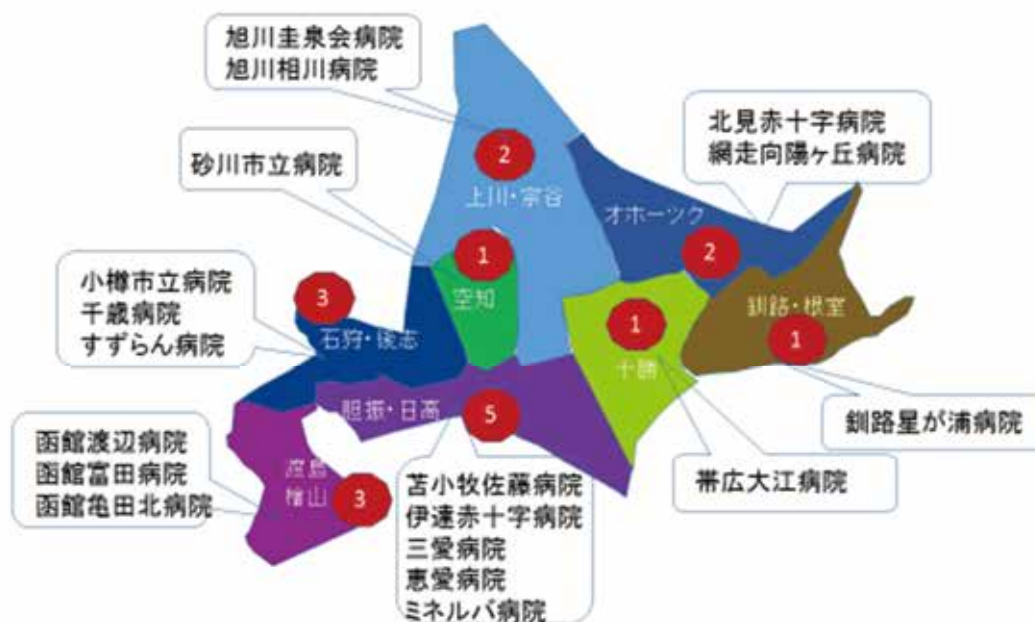 旭川圭泉会病院
旭川相川病院
砂川市立病院
北見赤十字病院
網走向陽ヶ丘病院
2
上川・宗谷
オホーツク
2
1
空知
小樽市立病院
千歳病院
すずらん病院
3
石狩・後志
1
十勝
釧路・根室
1
胆振・日高
5
釧路星が浦病院
函館渡辺病院
函館富田病院
函館亀田北病院
渡島
檜山
3
帯広大江病院
苫小牧佐藤病院
伊達赤十字病院
三愛病院
恵愛病院
ミネルバ病院